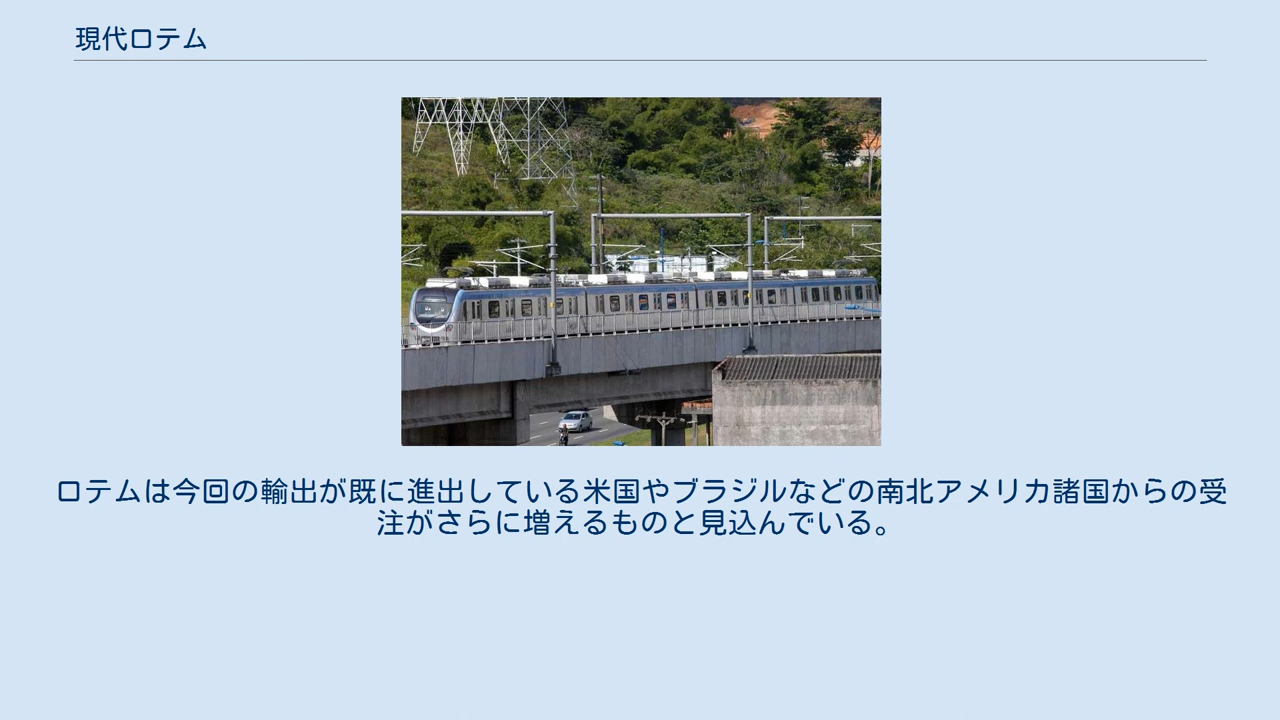 現代ロテム
ロテムは今回の輸出が既に進出している米国やブラジルなどの南北アメリカ諸国からの受
注がさらに増えるものと見込んでいる。